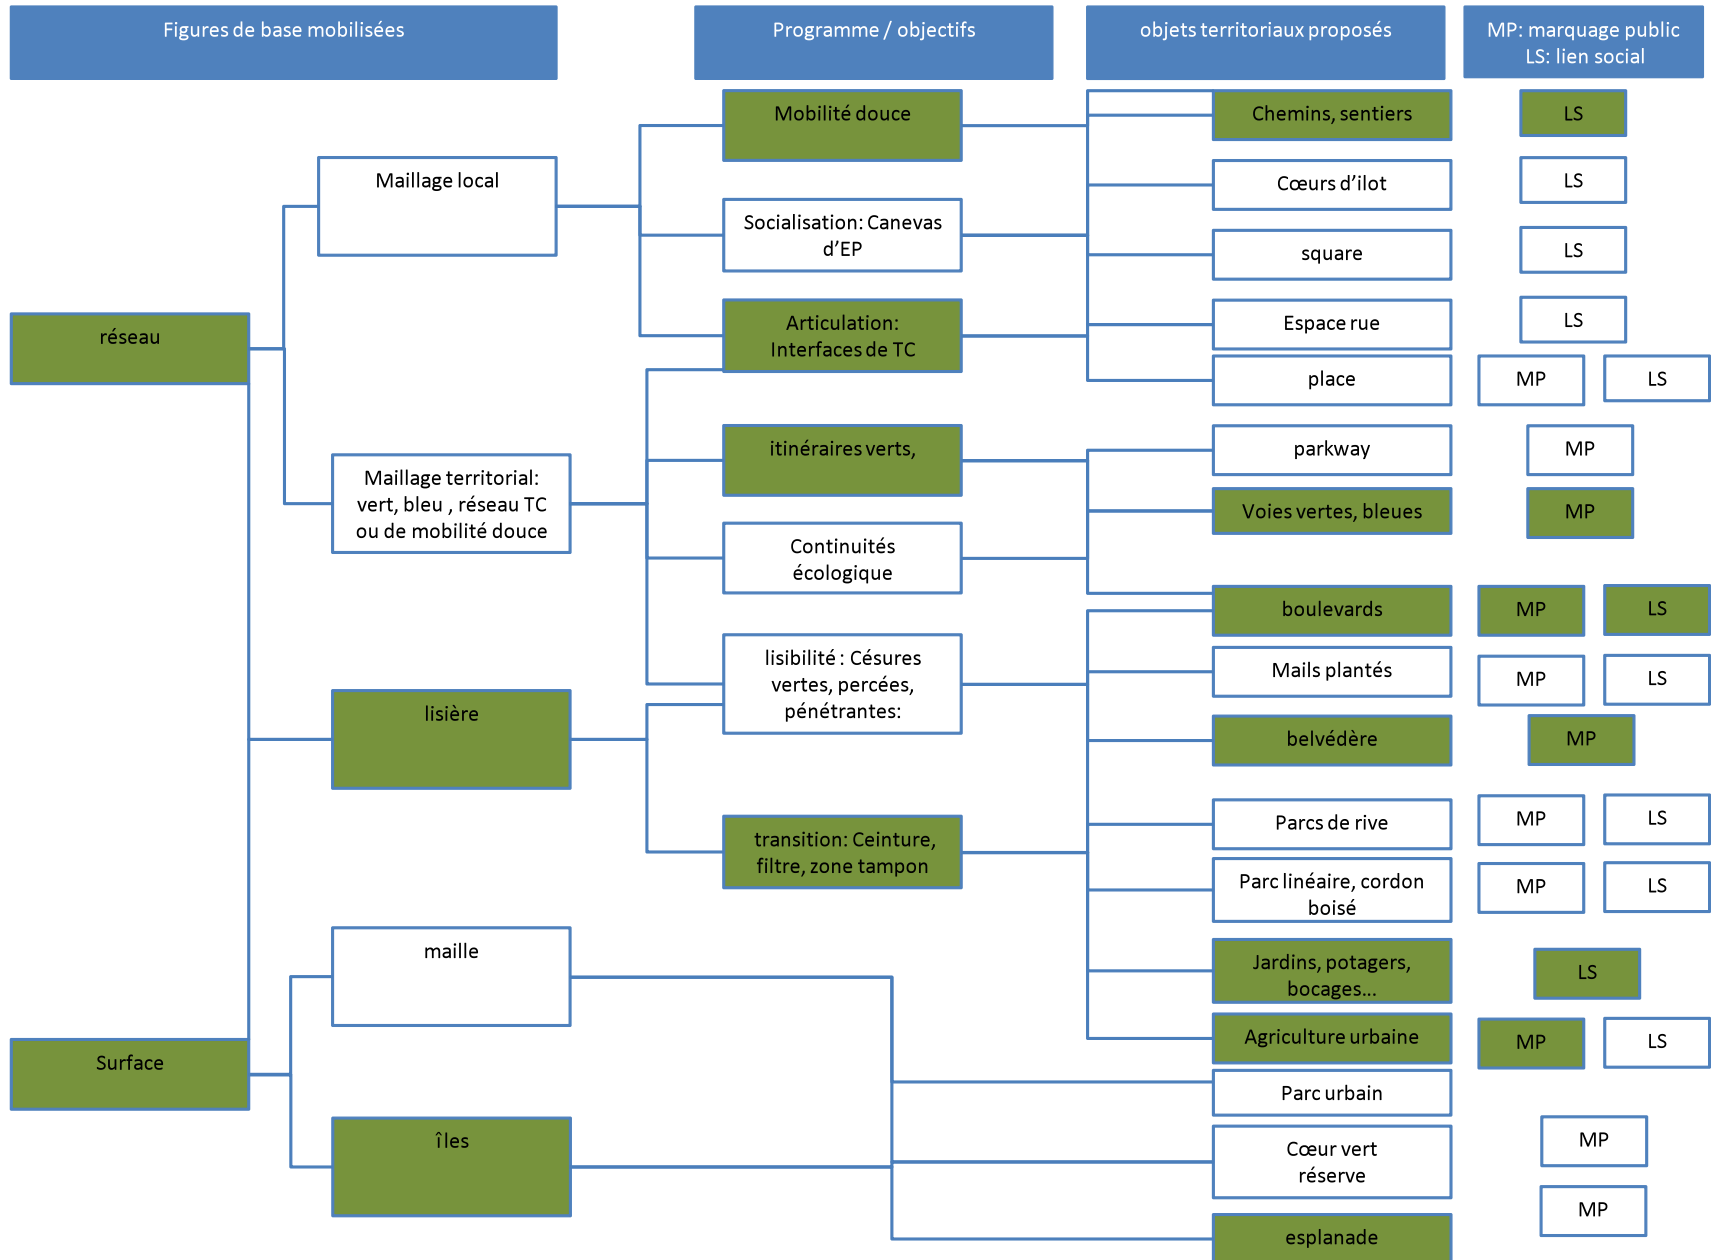 Figures de base mobilisées
Programme / objectifs
objets territoriaux proposés
MP: marquage public
LS: lien social
réseau
Surface
Maillage local
Maillage territorial:
vert, bleu , réseau TC
ou de mobilité douce
lisière
maille
îles
Mobilité douce
Socialisation: Canevas
d’EP
Articulation:
Interfaces de TC
itinéraires verts,
Continuités
écologique
lisibilité : Césures
vertes, percées,
pénétrantes:
transition: Ceinture,
filtre, zone tampon
Chemins, sentiers
LS
Cœurs d’ilot
LS
square
LS
Espace rue
LS
place
MP
LS
parkway
MP
Voies vertes, bleues
MP
boulevards
MP
LS
Mails plantés
MP
LS
belvédère
MP
Parcs de rive
MP
LS
Parc linéaire, cordon
boisé
MP
LS
Jardins, potagers,
bocages...
LS
Agriculture urbaine
MP
LS
Parc urbain
Cœur vert
réserve
MP
MP
esplanade